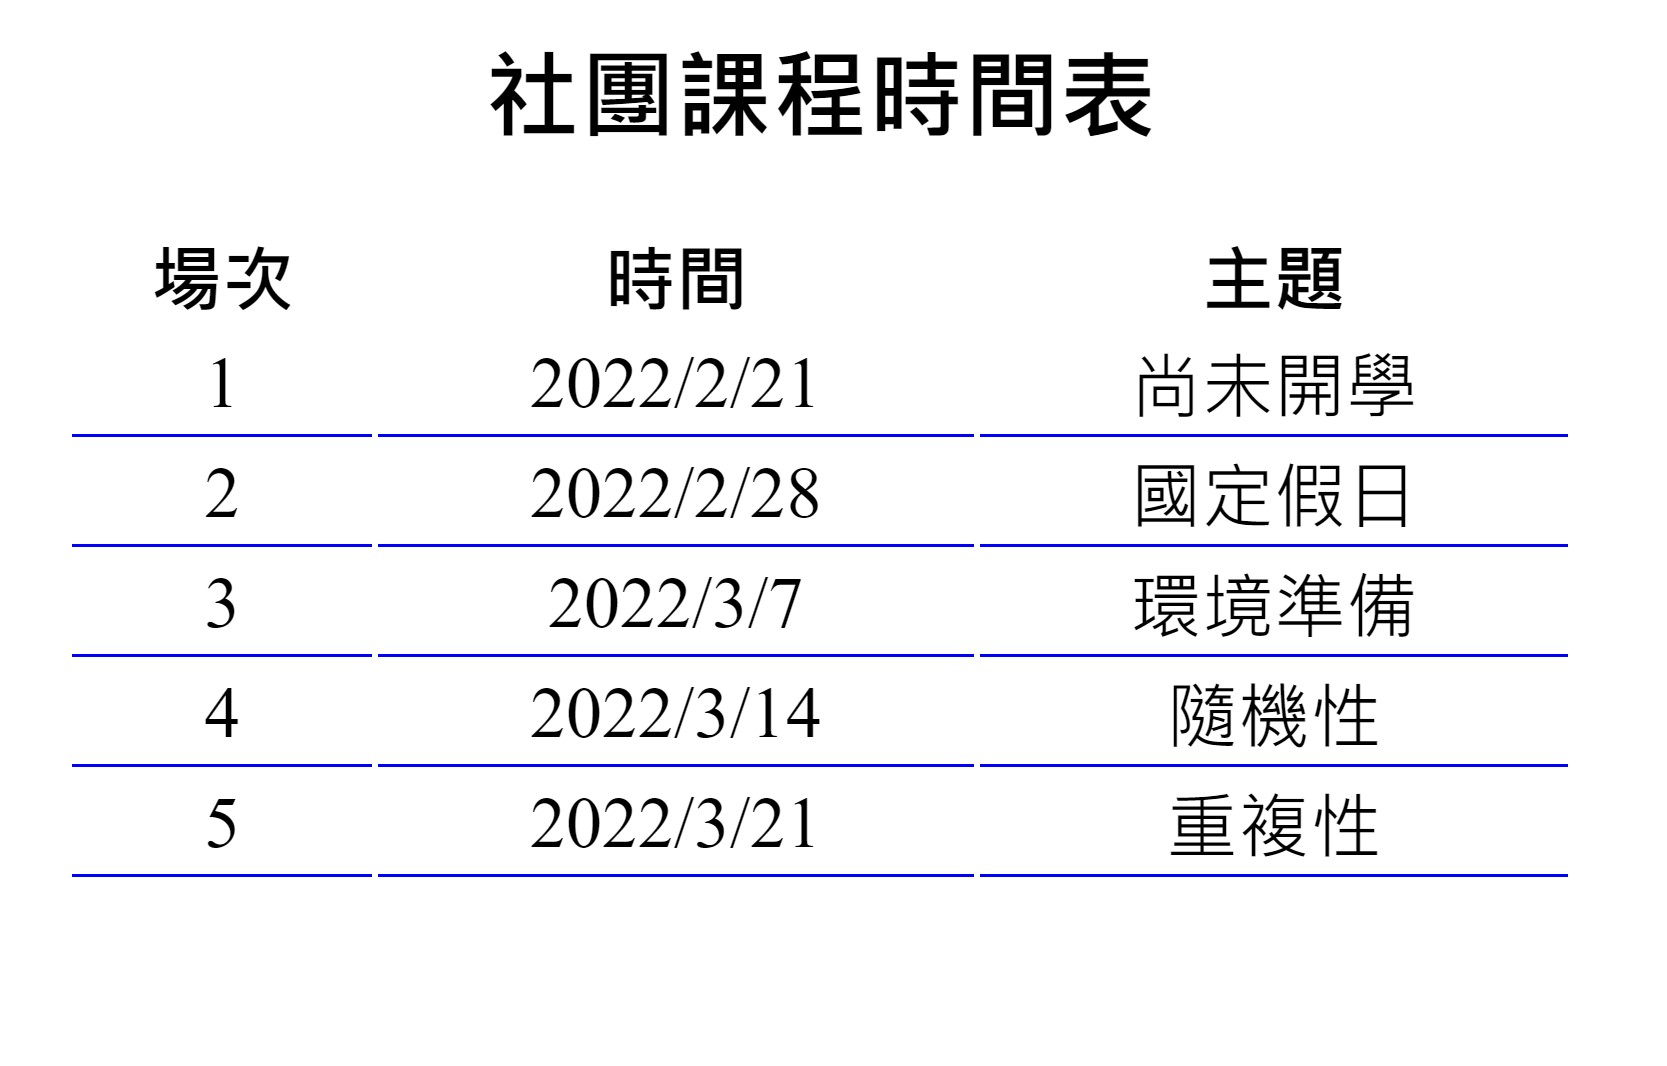 社團課程時間表
場次 時間 主題
1 2022/2/21 尚未開學
2 2022/2/28 國定假日
3 2022/3/7 環境準備
4 2022/3/14 隨機性
5 2022/3/21 重複性